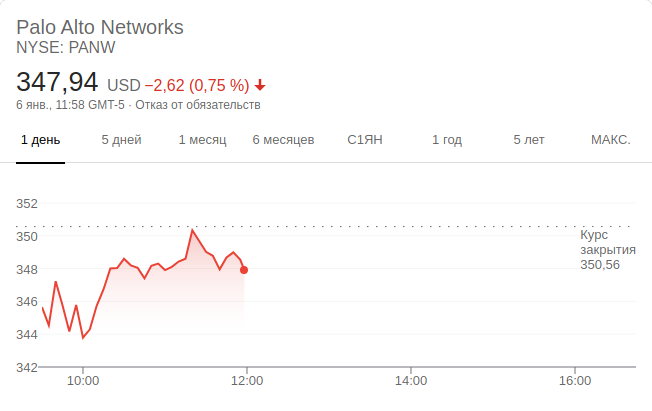 Palo Alto Networks
NYSE: PANW
347,94 USD −2,62 (0,75 %)
6 янв., 11:58 GMT-5 · Отказ от обязательств
1 день 5 дней 1 месяц 6 месяцев С1ЯН 1 год 5 лет МАКС.
352
350
Курс
закрытия
350,56
348
346
344
342
10:00 12:00 14:00 16:00